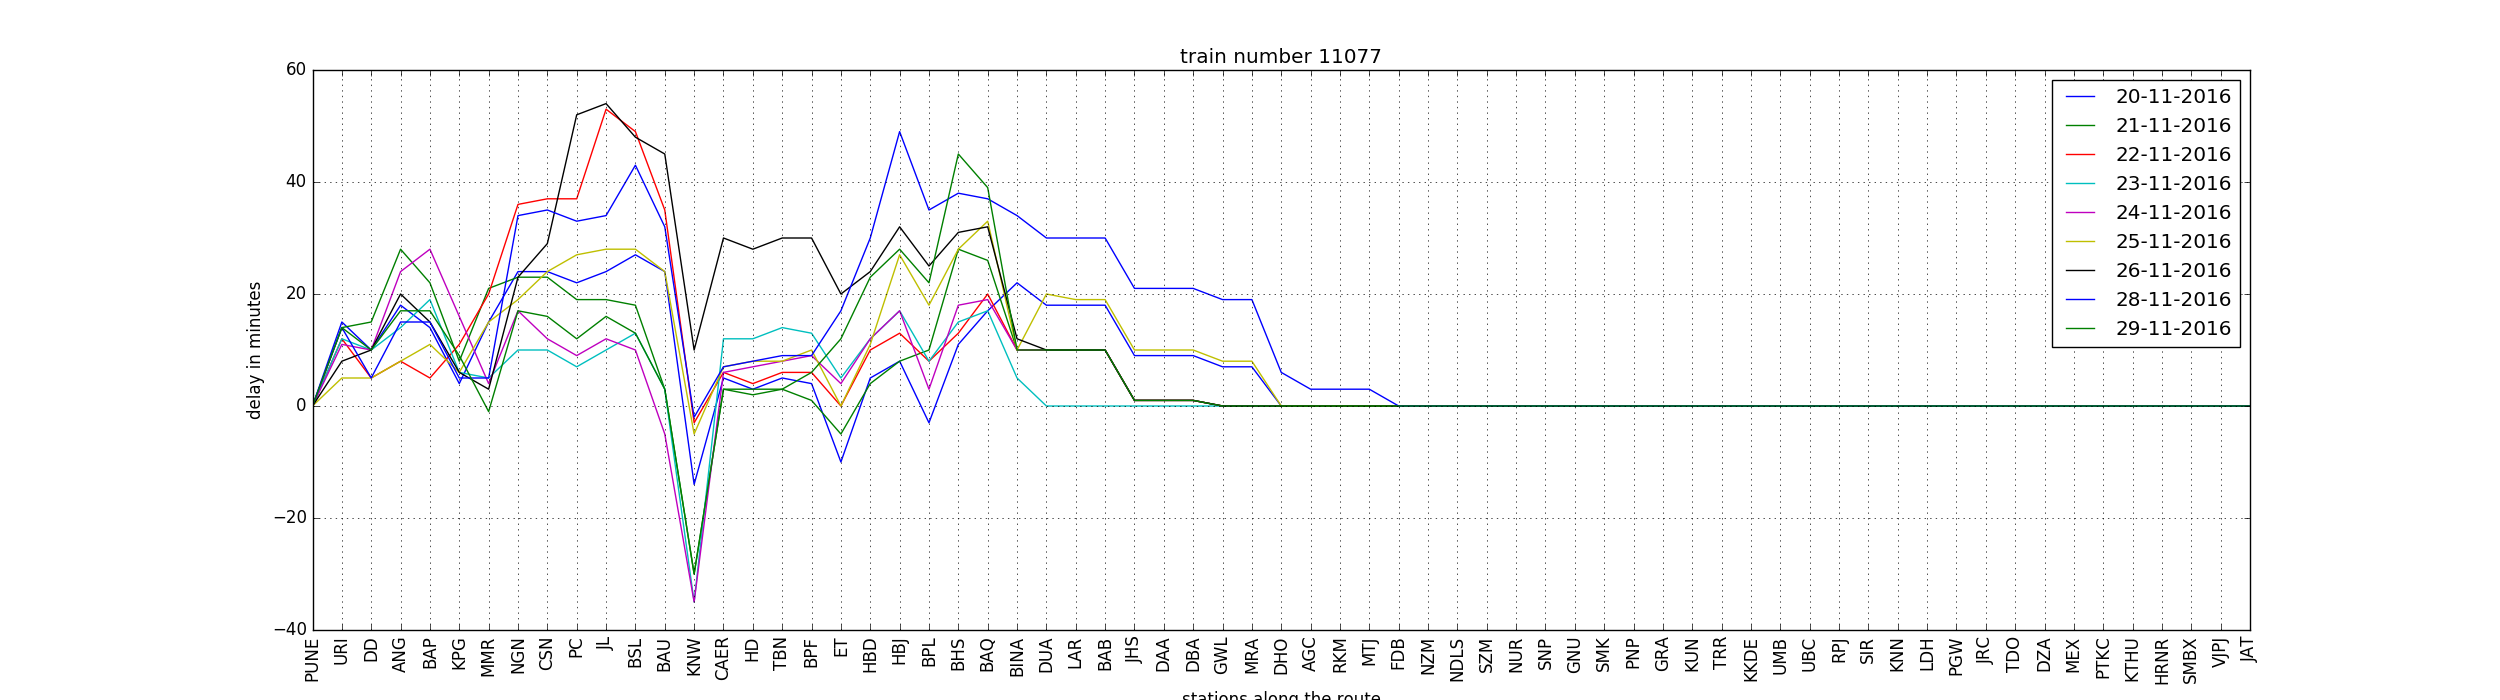 train number 11077
60
40
20
0
−20
−40
delay in minutes
20-11-2016
21-11-2016
22-11-2016
23-11-2016
24-11-2016
25-11-2016
26-11-2016
28-11-2016
29-11-2016
PUNE
URI
DD
ANG
BAP
KPG
MMR
NGN
CSN
PC
JL
BSL
BAU
KNW
CAER
HD
TBN
BPF
ET
HBD
HBJ
BPL
BHS
BAQ
BINA
DUA
LAR
BAB
JHS
DAA
DBA
GWL
MRA
DHO
AGC
RKM
MTJ
FDB
NZM
NDLS
SZM
NUR
SNP
GNU
SMK
PNP
GRA
KUN
TRR
KKDE
UMB
UBC
RPJ
SIR
KNN
LDH
PGW
JRC
TDO
DZA
MEX
PTKC
KTHU
HRNR
SMBX
VJPJ
JAT
stations along the route